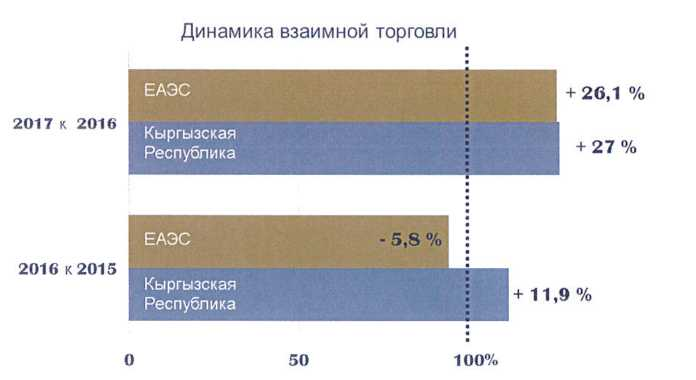 Динамика взаимной торговли
2017 к 2016
ЕАЭС
+ 26,1 %
Кыргызская
Республика
+ 27 %
2016 к 2015
ЕАЭС
- 5,8 %
Кыргызская
Республика
+ 11,9 %
0
50
100%